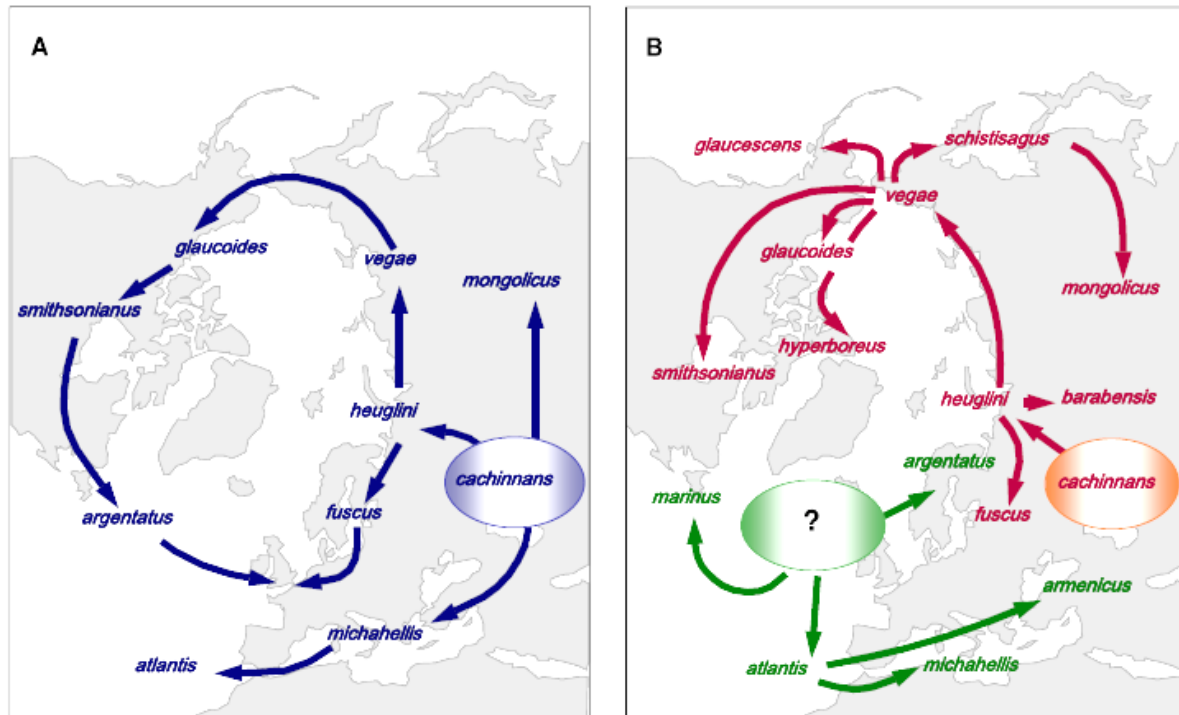 A
glaucoides
vegae
mongolicus
smithsonianus
heuglini
cachinnans
argentatus
fuscus
michahellis
atlantis
B
glaucescens
schistisagus
vegae
glaucoides
mongolicus
hyperboreus
smithsonianus
heuglini
barabensis
argentatus
cachinnans
marinus
?
fuscus
armenicus
atlantis
michahellis